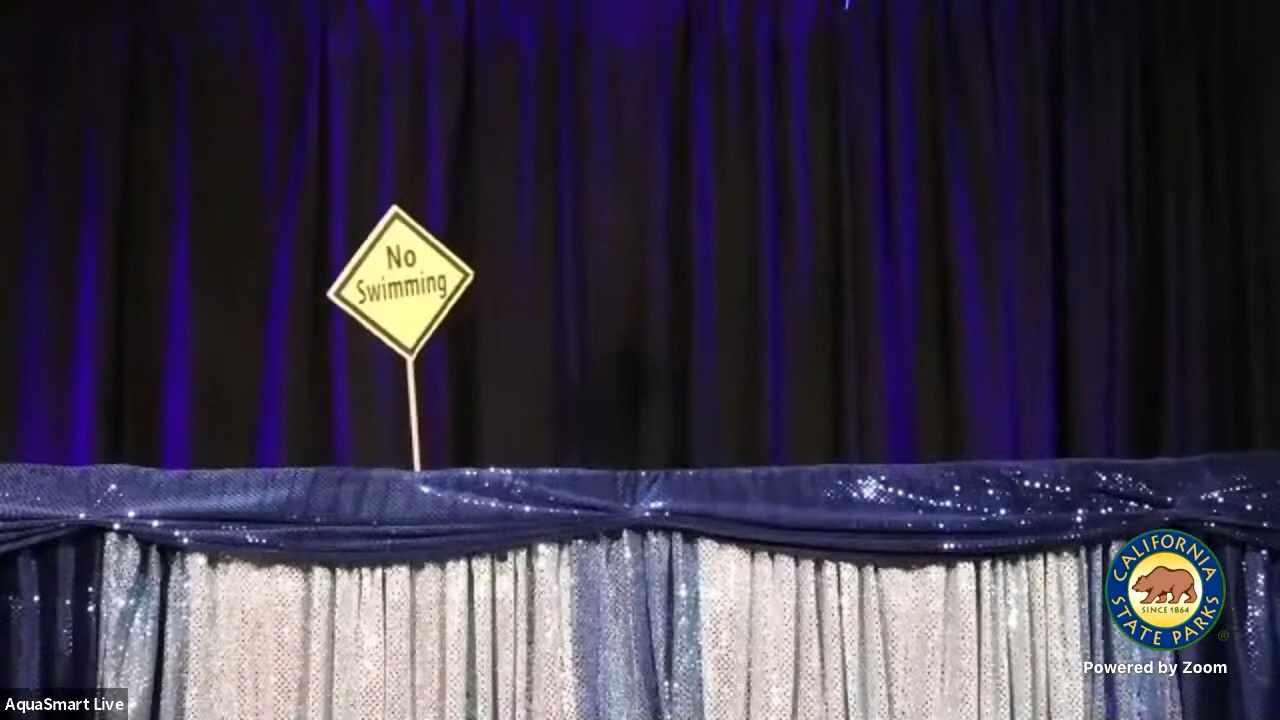 No
Swimming
CALIFORNIA
SINCE 1864
STATE PARKS
®
Powered by Zoom
AquaSmart Live